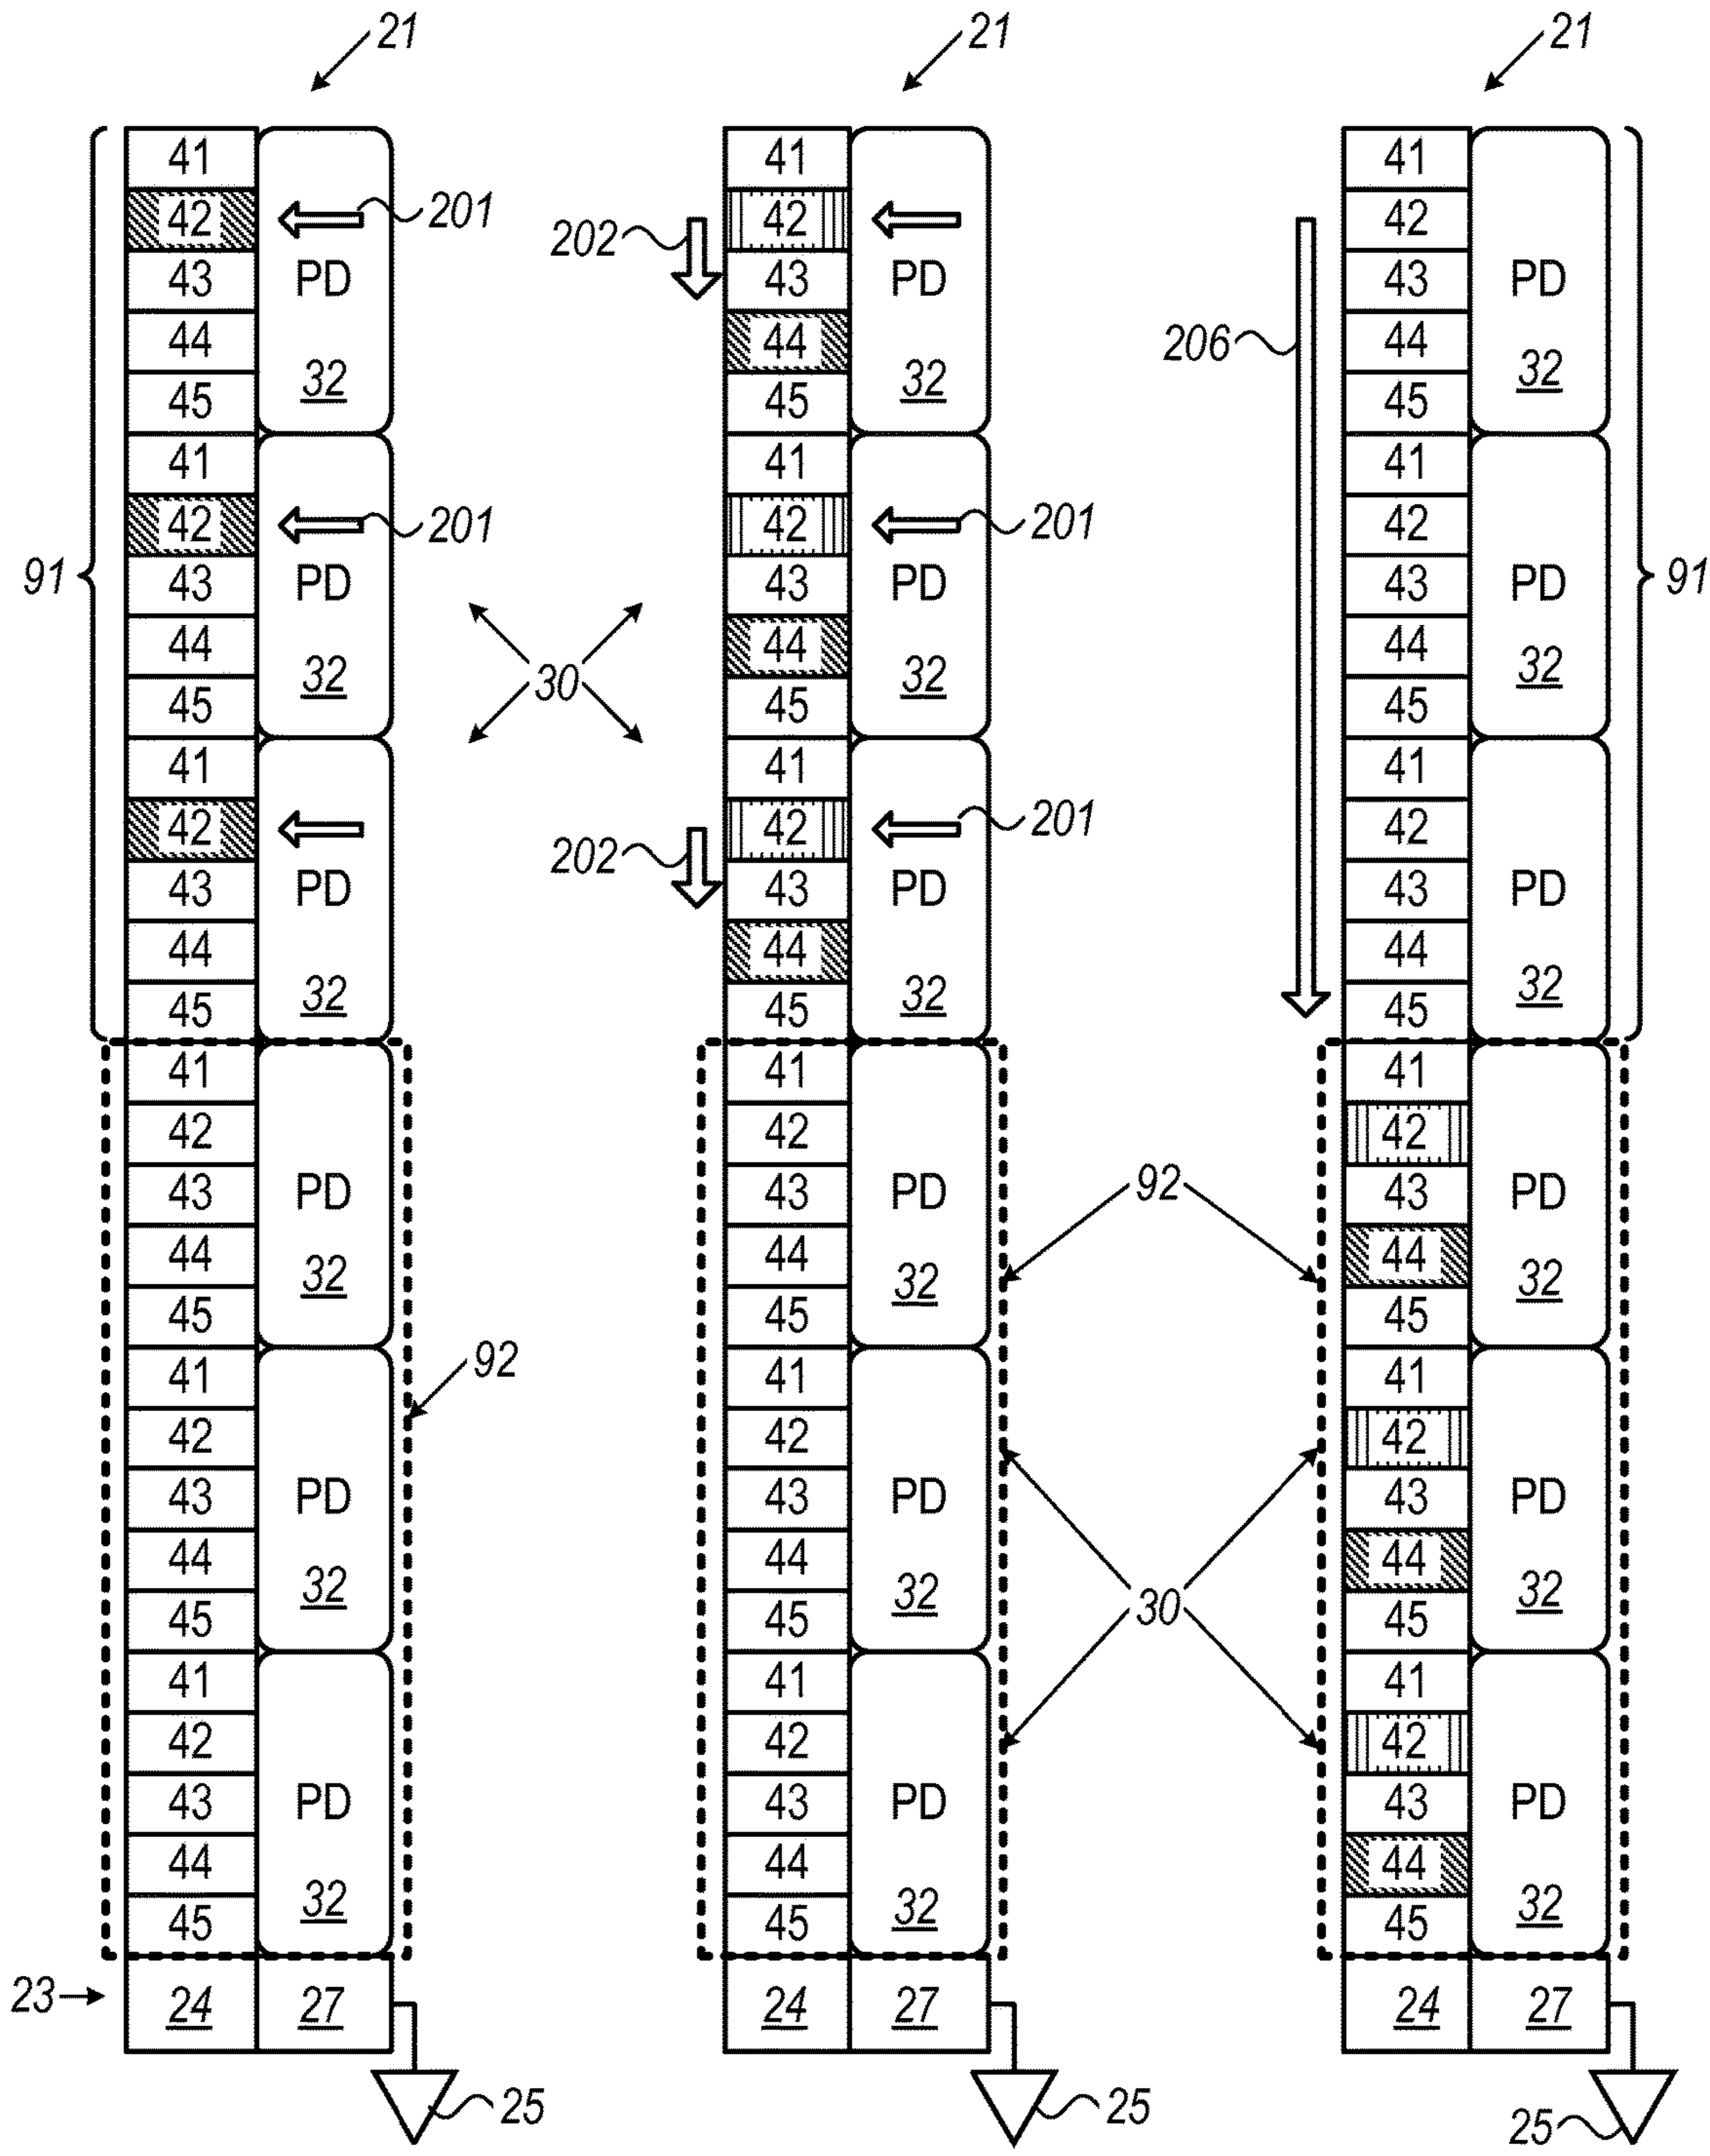 21 21 21
41 41 41
42 201 202 42 42
43 PD 43 PD 43 PD
44 44 206 44
32 32 32
45 45 45
41 41 41
42 201 42 201 42
91 43 PD 43 PD 43 PD 91
44 44 44
32 30 32 32
45 45 45
41 41 41
42 42 201 42
202
43 PD 43 PD 43 PD
44 44 44
32 32 32
45 45 45
41 41 41
42 42 42
43 PD 43 PD 92 43 PD
44 44 44
32 32 32
45 45 45
41 92 41 41
42 42 42
43 PD 43 PD 43 PD
44 44 44
32 32 30 32
45 45 45
41 41 41
42 42 42
43 PD 43 PD 43 PD
44 44 44
32 32 32
45 45 45
23 24 27 24 27 24 27
25 25 25